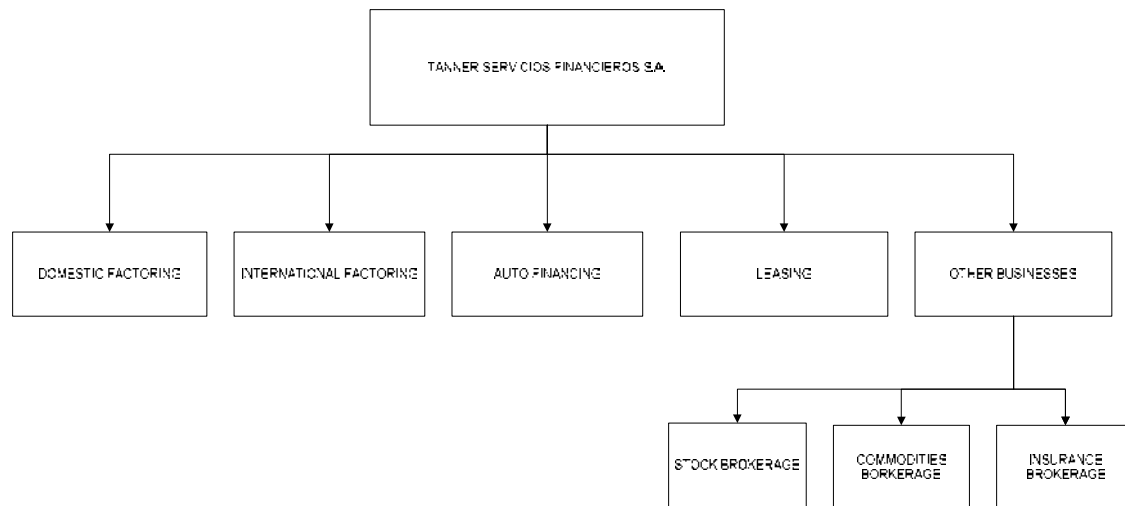 TANNER SERVICIOS FINANCIEROS S.A.
DOMESTIC FACTORING
INTERNATIONAL FACTORING
AUTO FINANCING
LEASING
OTHER BUSINESSES
STOCK BROKERAGE
COMMODITIES
BORKERAGE
INSURANCE
BROKERAGE